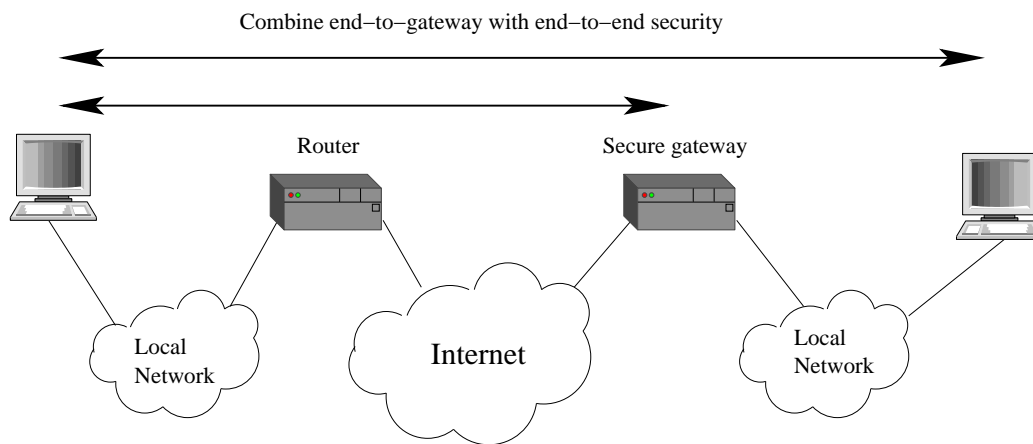 Combine end−to−gateway with end−to−end security
Router
Secure gateway
Local
Network
Internet
Local
Network